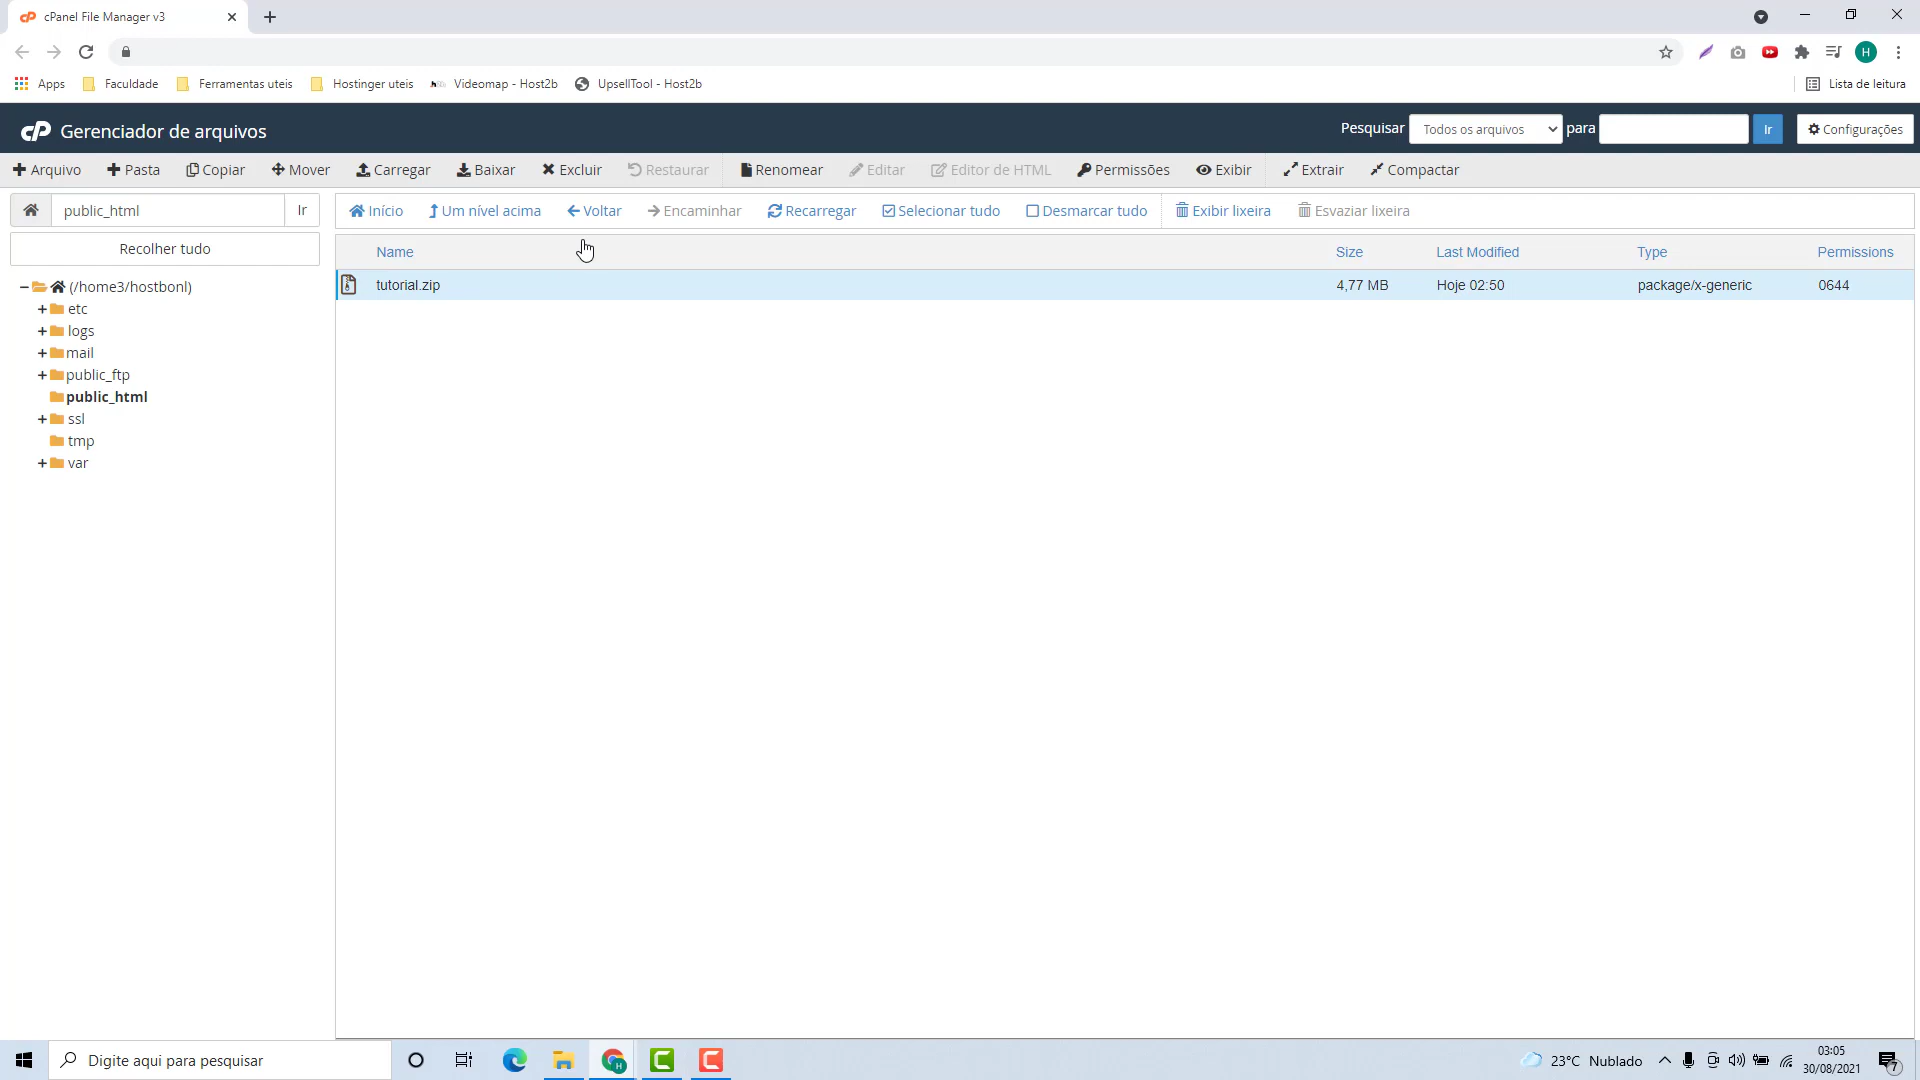 cPanel File Manager v3
Apps Faculdade Ferramentas uteis Hostinger uteis Videomap - Host2b UpsellTool - Host2b Lista de leitura
cP Gerenciador de arquivos Pesquisar Todos os arquivos para Ir Configurações
Arquivo Pasta Copiar Mover Carregar Baixar Excluir Restaurar Renomear Editar Editor de HTML Permissões Exibir Extrair Compactar
public_html Ir Início Um nível acima Voltar Encaminhar Recarregar Selecionar tudo Desmarcar tudo Exibir lixeira Esvaziar lixeira
Recolher tudo
Name Size Last Modified Type Permissions
tutorial.zip 4,77 MB Hoje 02:50 package/x-generic 0644
(/home3/hostbonl)
etc
logs
mail
public_ftp
public_html
ssl
tmp
var
Digite aqui para pesquisar
23°C Nublado
03:05
30/08/2021
7
H